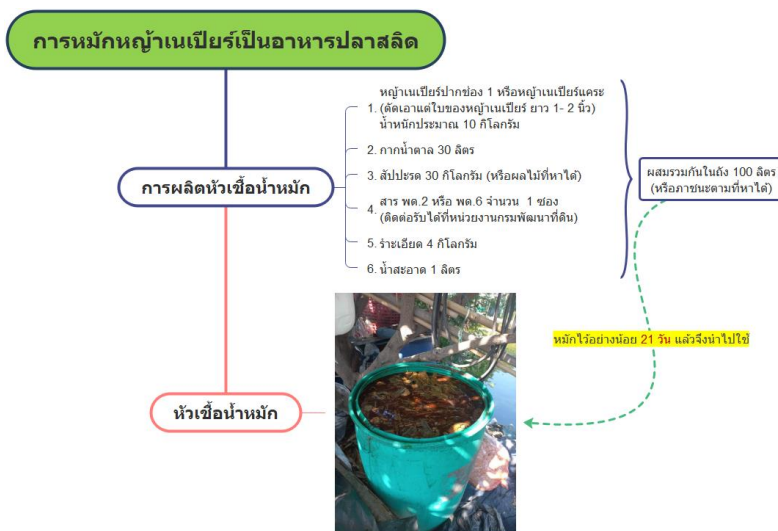 การหมักหญ้าเนเปียร์เป็นอาหารปลาสลิด
การผลิตหัวเชื้อน้ำหมัก
หญ้าเนเปียร์ปากช่อง 1 หรือหญ้าเนเปียร์แคระ
1. (ตัดเอาแต่ใบของหญ้าเนเปียร์ ยาว 1- 2 นิ้ว)
น้ำหนักประมาณ 10 กิโลกรัม
2. กากน้ำตาล 30 ลิตร
3. สัปปะรด 30 กิโลกรัม (หรือผลไม้ที่หาได้)
4. สาร พด.2 หรือ พด.6 จำนวน 1 ซอง
(ติดต่อรับได้ที่หน่วยงานกรมพัฒนาที่ดิน)
5. รำละเอียด 4 กิโลกรัม
6. น้ำสะอาด 1 ลิตร
ผสมรวมกันในถัง 100 ลิตร
(หรือภาชนะตามที่หาได้)
หมักไว้อย่างน้อย 21 วัน แล้วจึงนำไปใช้
หัวเชื้อน้ำหมัก